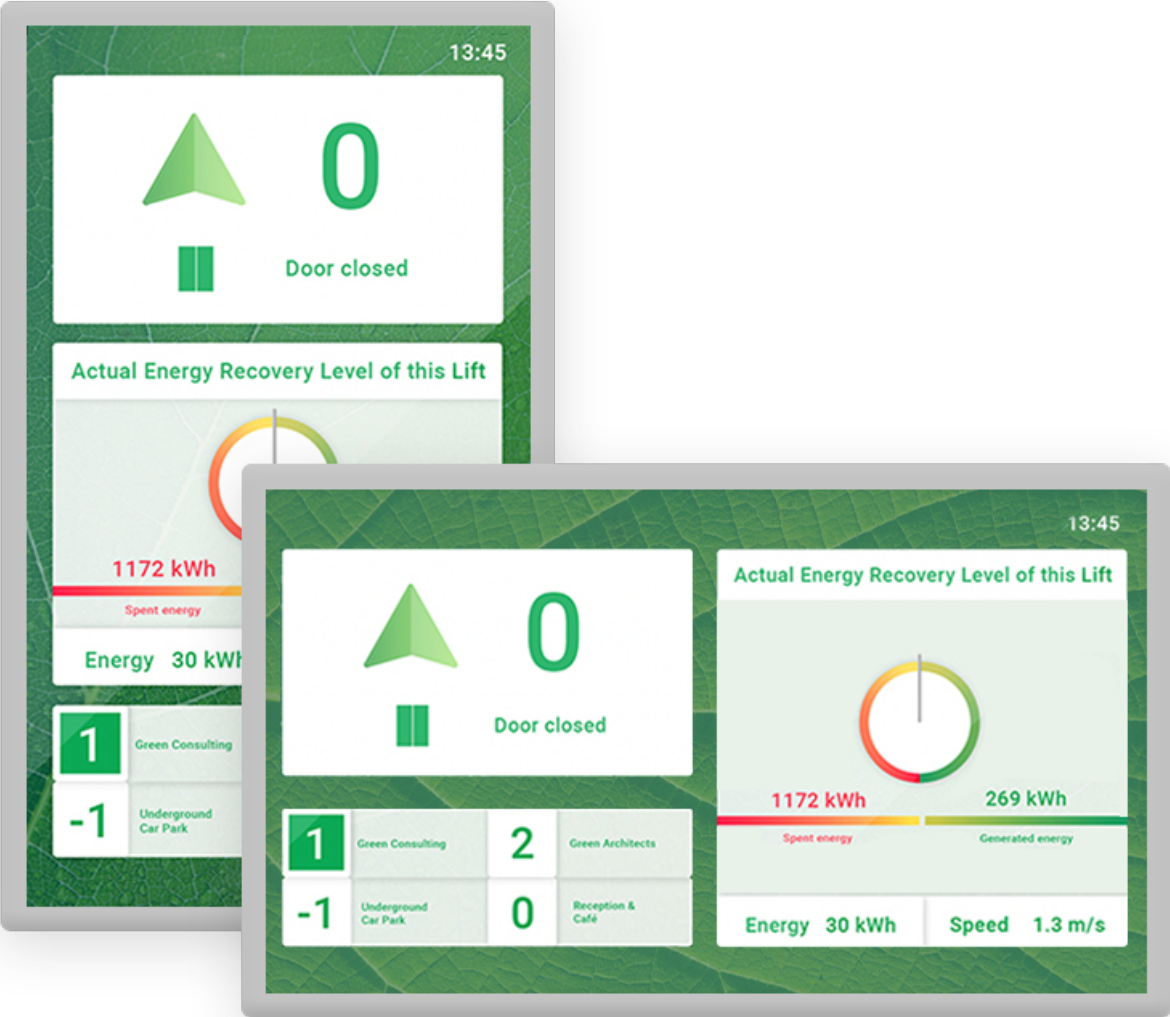 13:45
0
Door closed
Actual Energy Recovery Level of this Lift
1172 kWh
Spent energy
Energy 30 kWh
1 Green Consulting
-1 Underground
Car Park
13:45
0
Door closed
1 Green Consulting 2 Green Architects
-1 Underground
Car Park
0 Reception &
Café
Actual Energy Recovery Level of this Lift
1172 kWh 269 kWh
Spent energy Generated energy
Energy 30 kWh Speed 1.3 m/s